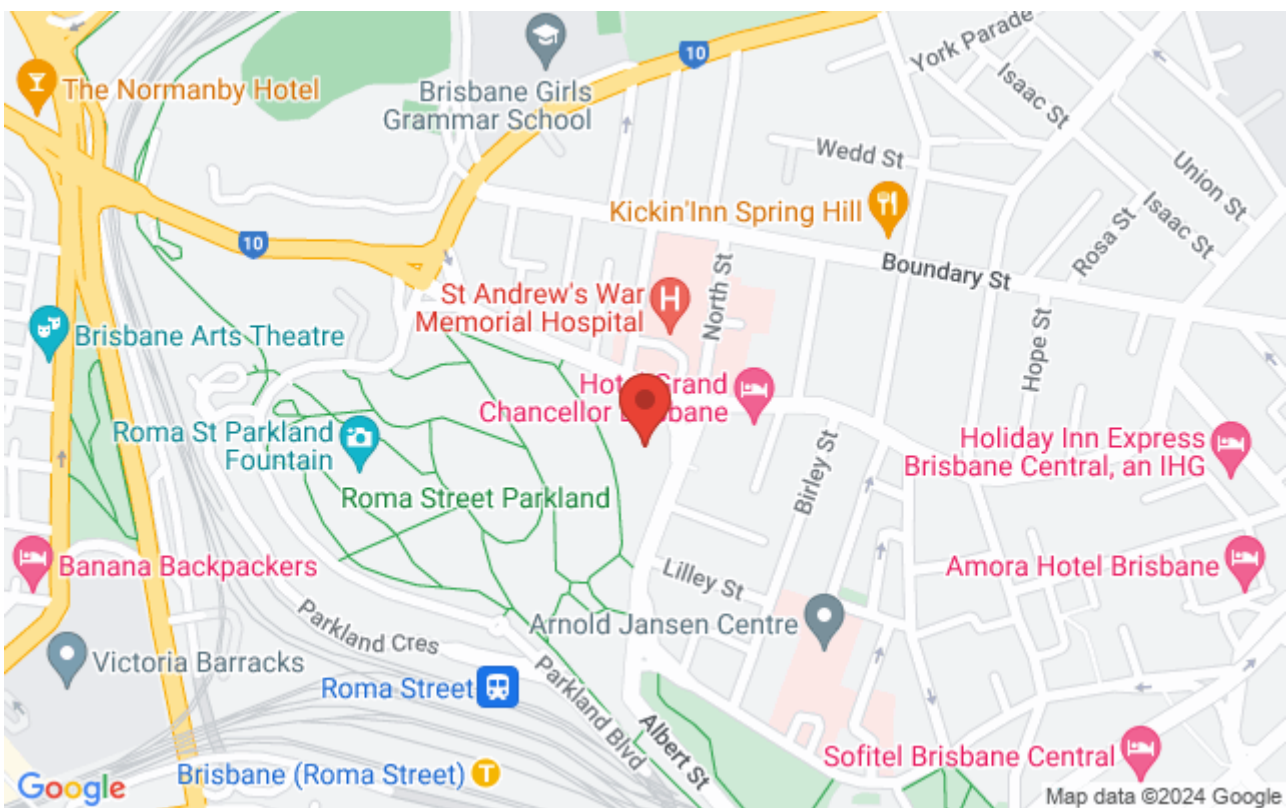 York Parade
10
The Normanby Hotel
Brisbane Girls
Grammar School
Isaac St
Wedd St
Union St
Kickin'Inn Spring Hill
Isaac St
Rosa St
10
Boundary St
North St
St Andrew's War
Memorial Hospital
H
Brisbane Arts Theatre
Hope St
Hotel Grand
Chancellor Brisbane
Roma St Parkland
Fountain
Holiday Inn Express
Brisbane Central, an IHG
Birley St
Roma Street Parkland
Banana Backpackers
Lilley St
Amora Hotel Brisbane
Parkland Cres
Arnold Jansen Centre
Victoria Barracks
Roma Street
Parkland Blvd
Albert St
Sofitel Brisbane Central
Brisbane (Roma Street)
T
Google
Map data ©2024 Google